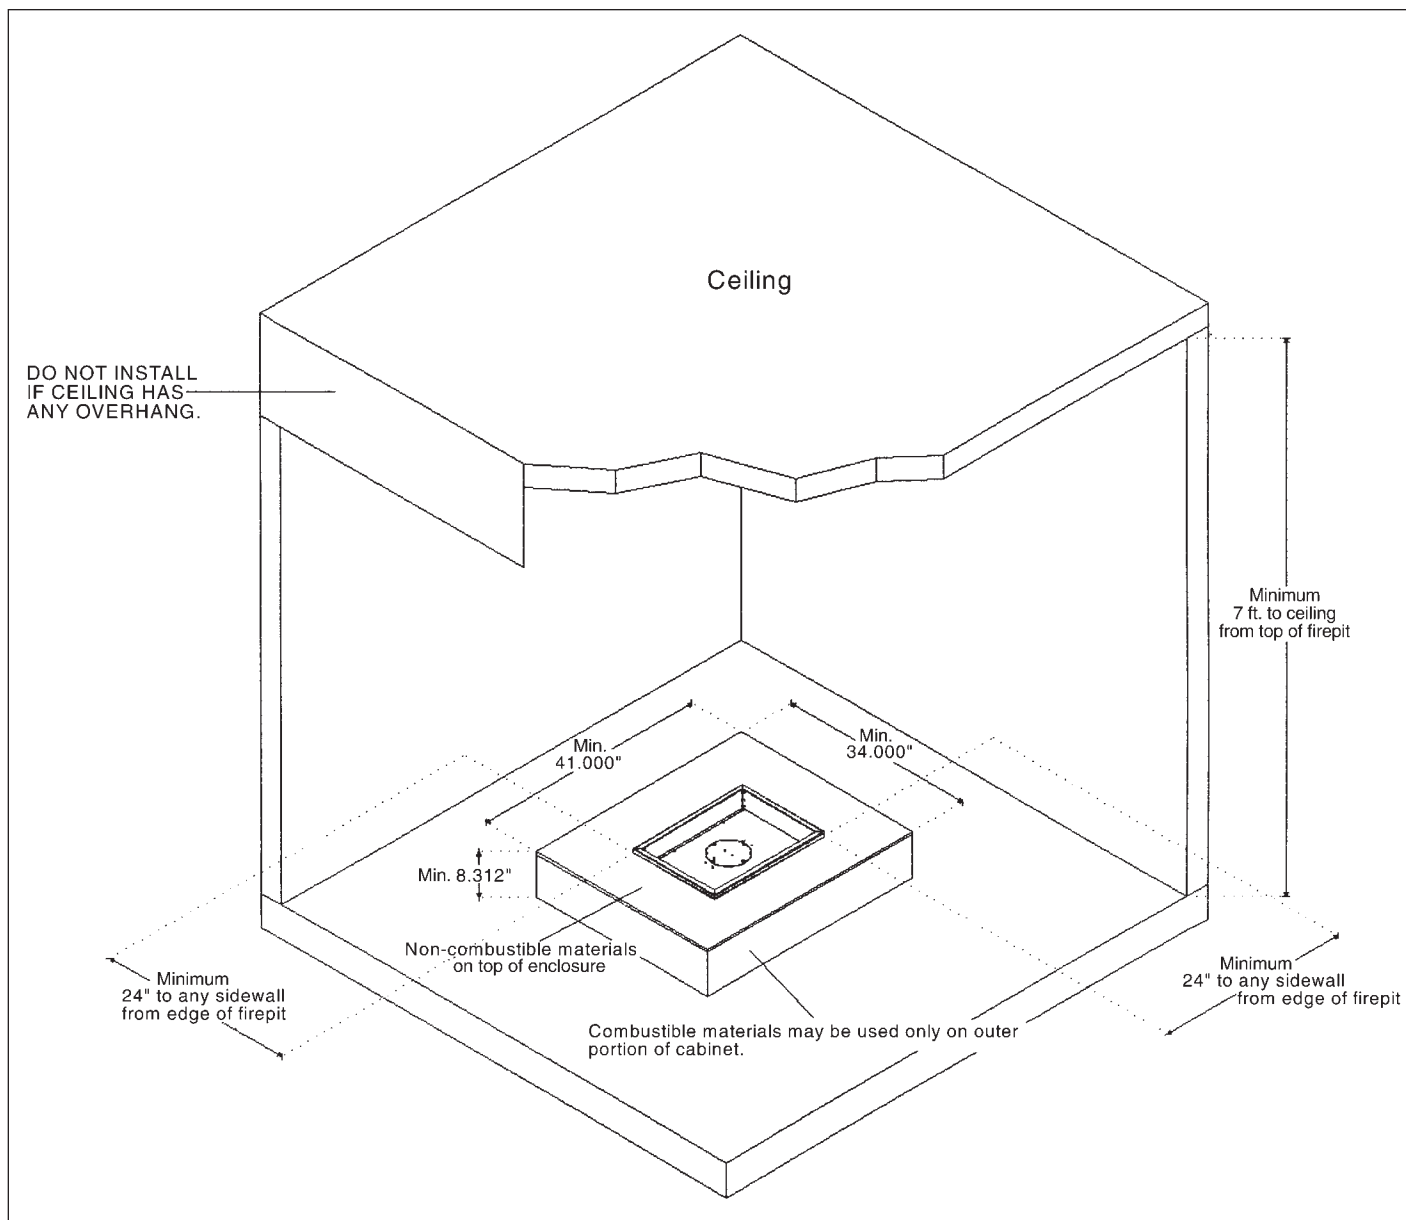 Ceiling
DO NOT INSTALL
IF CEILING HAS
ANY OVERHANG.
Minimum
7 ft. to ceiling
from top of firepit
Min.
41.000"
Min.
34.000"
Min. 8.312"
Non-combustible materials
on top of enclosure
Minimum
24" to any sidewall
from edge of firepit
Minimum
24" to any sidewall
from edge of firepit
Combustible materials may be used only on outer
portion of cabinet.